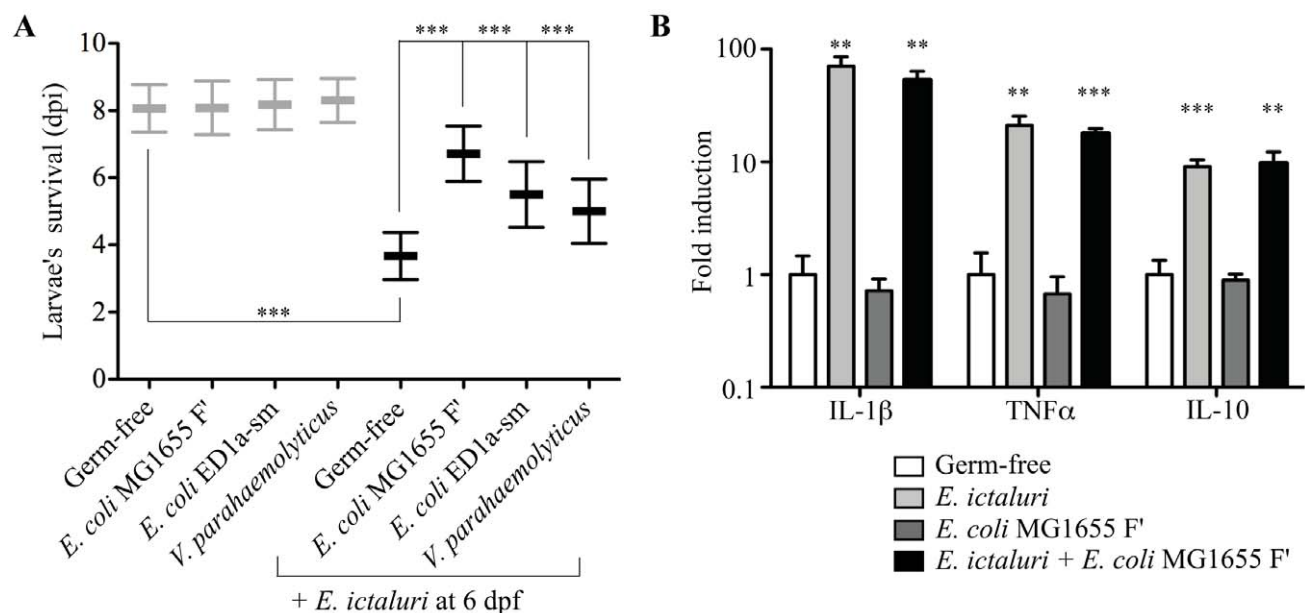 A
Larvae's survival (dpi)
10
8
6
4
2
0
*** *** ***
***
Germ-free
E. coli MG1655 F'
E. coli ED1a-sm
V. parahaemolyticus
Germ-free
E. coli MG1655 F'
E. coli ED1a-sm
V. parahaemolyticus
+ E. ictaluri at 6 dpf
B
Fold induction
100
10
1
0.1
** **
** ***
*** **
IL-1β TNFα IL-10
Germ-free
E. ictaluri
E. coli MG1655 F'
E. ictaluri + E. coli MG1655 F'